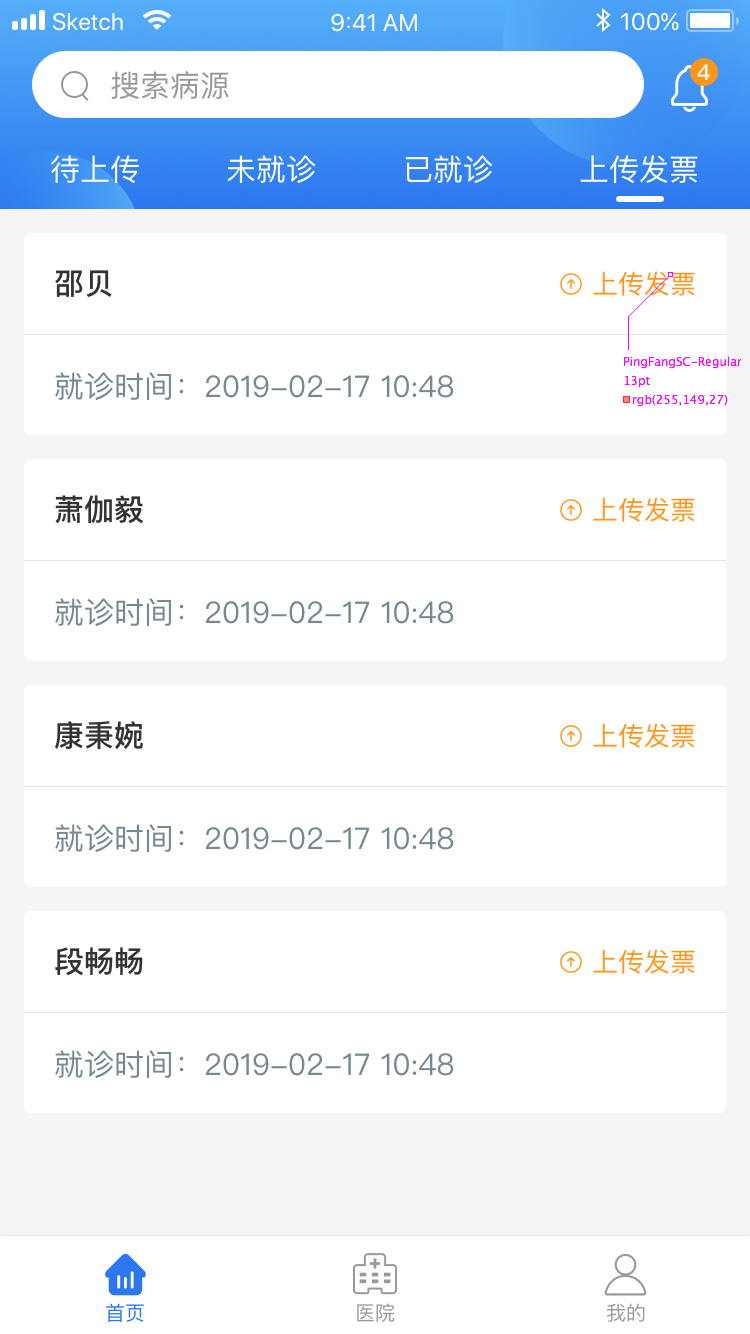 Sketch 9:41 AM 100%
搜索病源 4
待上传 未就诊 已就诊 上传发票
邵贝 上传发票
PingFangSC-Regular
13pt
就诊时间：2019-02-17 10:48
rgb(255,149,27)
萧伽毅 上传发票
就诊时间：2019-02-17 10:48
康秉婉 上传发票
就诊时间：2019-02-17 10:48
段畅畅 上传发票
就诊时间：2019-02-17 10:48
首页 医院 我的